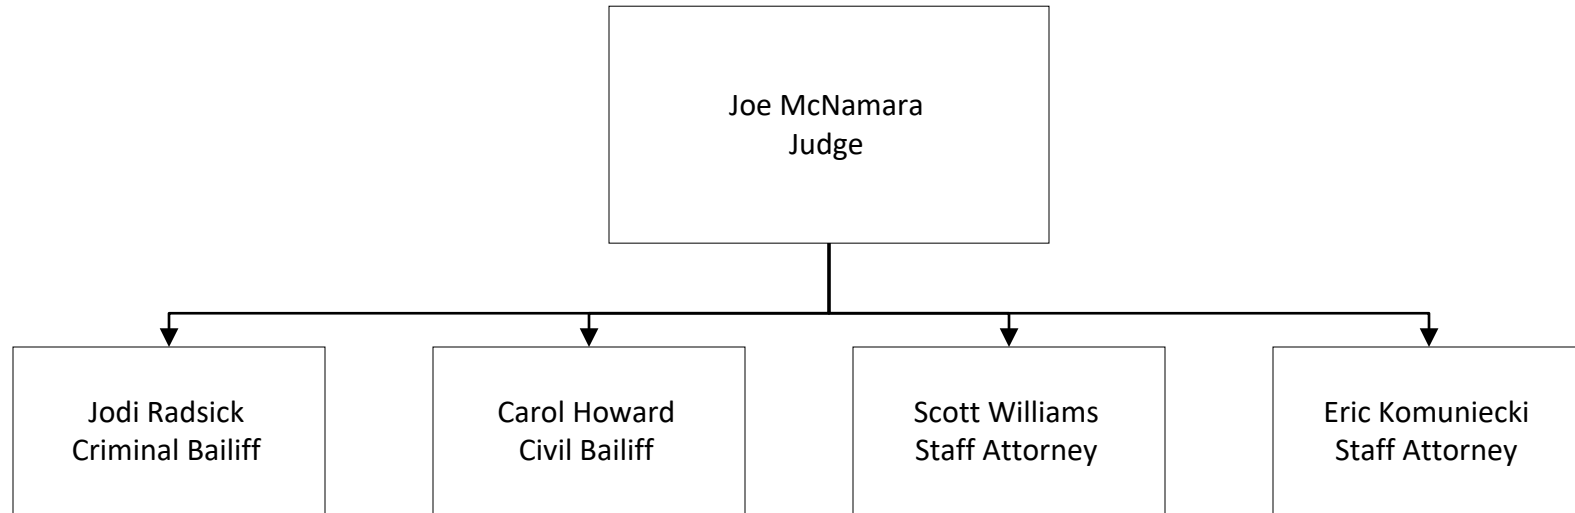 Joe McNamara
Judge
Jodi Radsick
Criminal Bailiff
Carol Howard
Civil Bailiff
Scott Williams
Staff Attorney
Eric Komuniecki
Staff Attorney